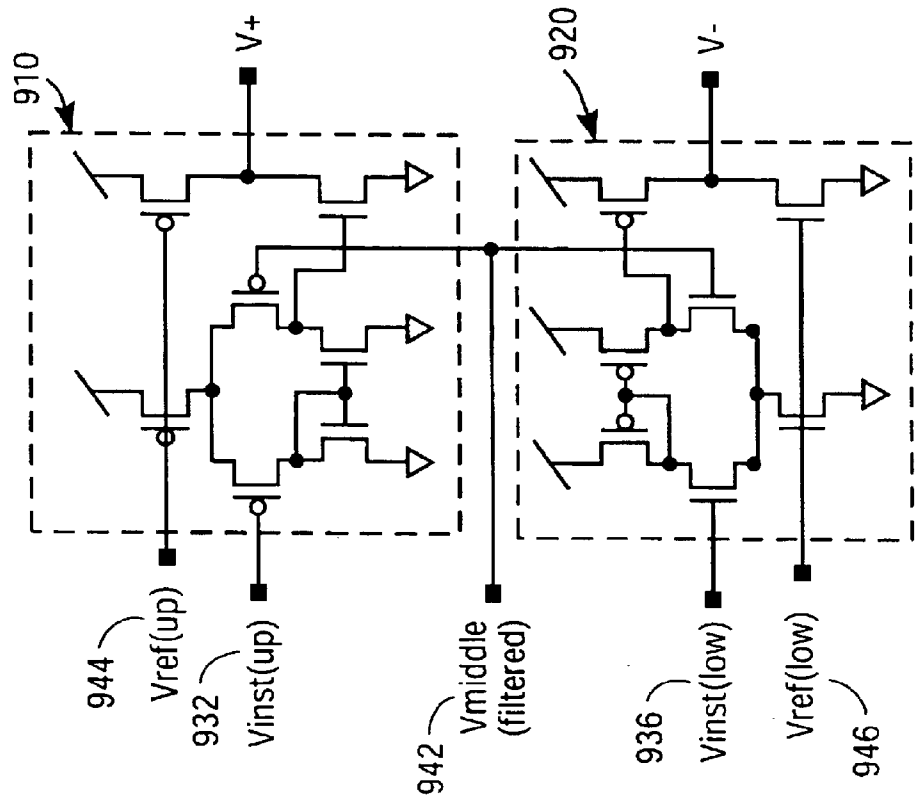 910
V+
944
Vref(up)
932
Vinst(up)
942
Vmiddle
(filtered)
920
V-
936
Vinst(low)
Vref(low)
946